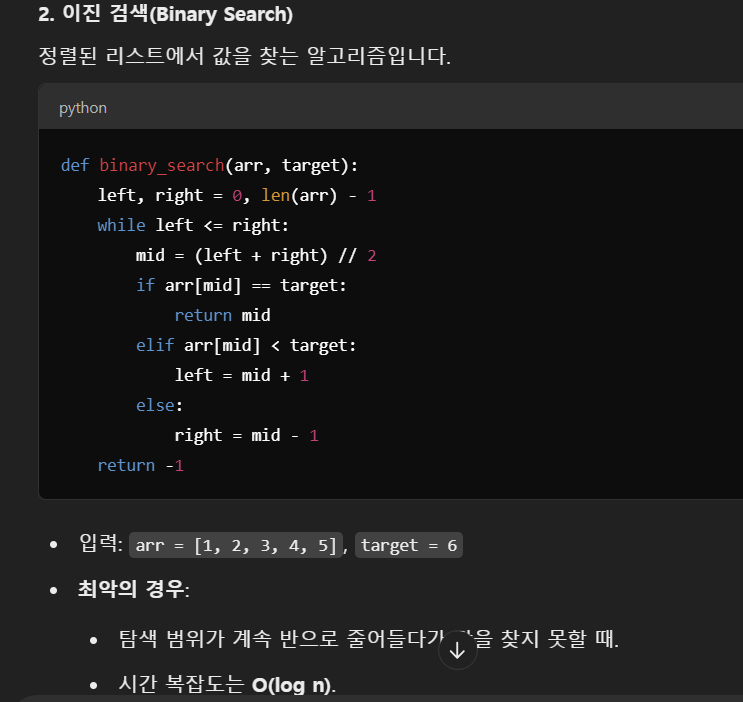 2. 이진 검색(Binary Search)
정렬된 리스트에서 값을 찾는 알고리즘입니다.
python
def binary_search(arr, target):
    left, right = 0, len(arr) - 1
    while left <= right:
        mid = (left + right) // 2
        if arr[mid] == target:
            return mid
        elif arr[mid] < target:
            left = mid + 1
        else:
            right = mid - 1
    return -1
• 입력: arr = [1, 2, 3, 4, 5], target = 6
• 최악의 경우:
• 탐색 범위가 계속 반으로 줄어들다가 찾지 못할 때.
• 시간 복잡도는 O(log n).